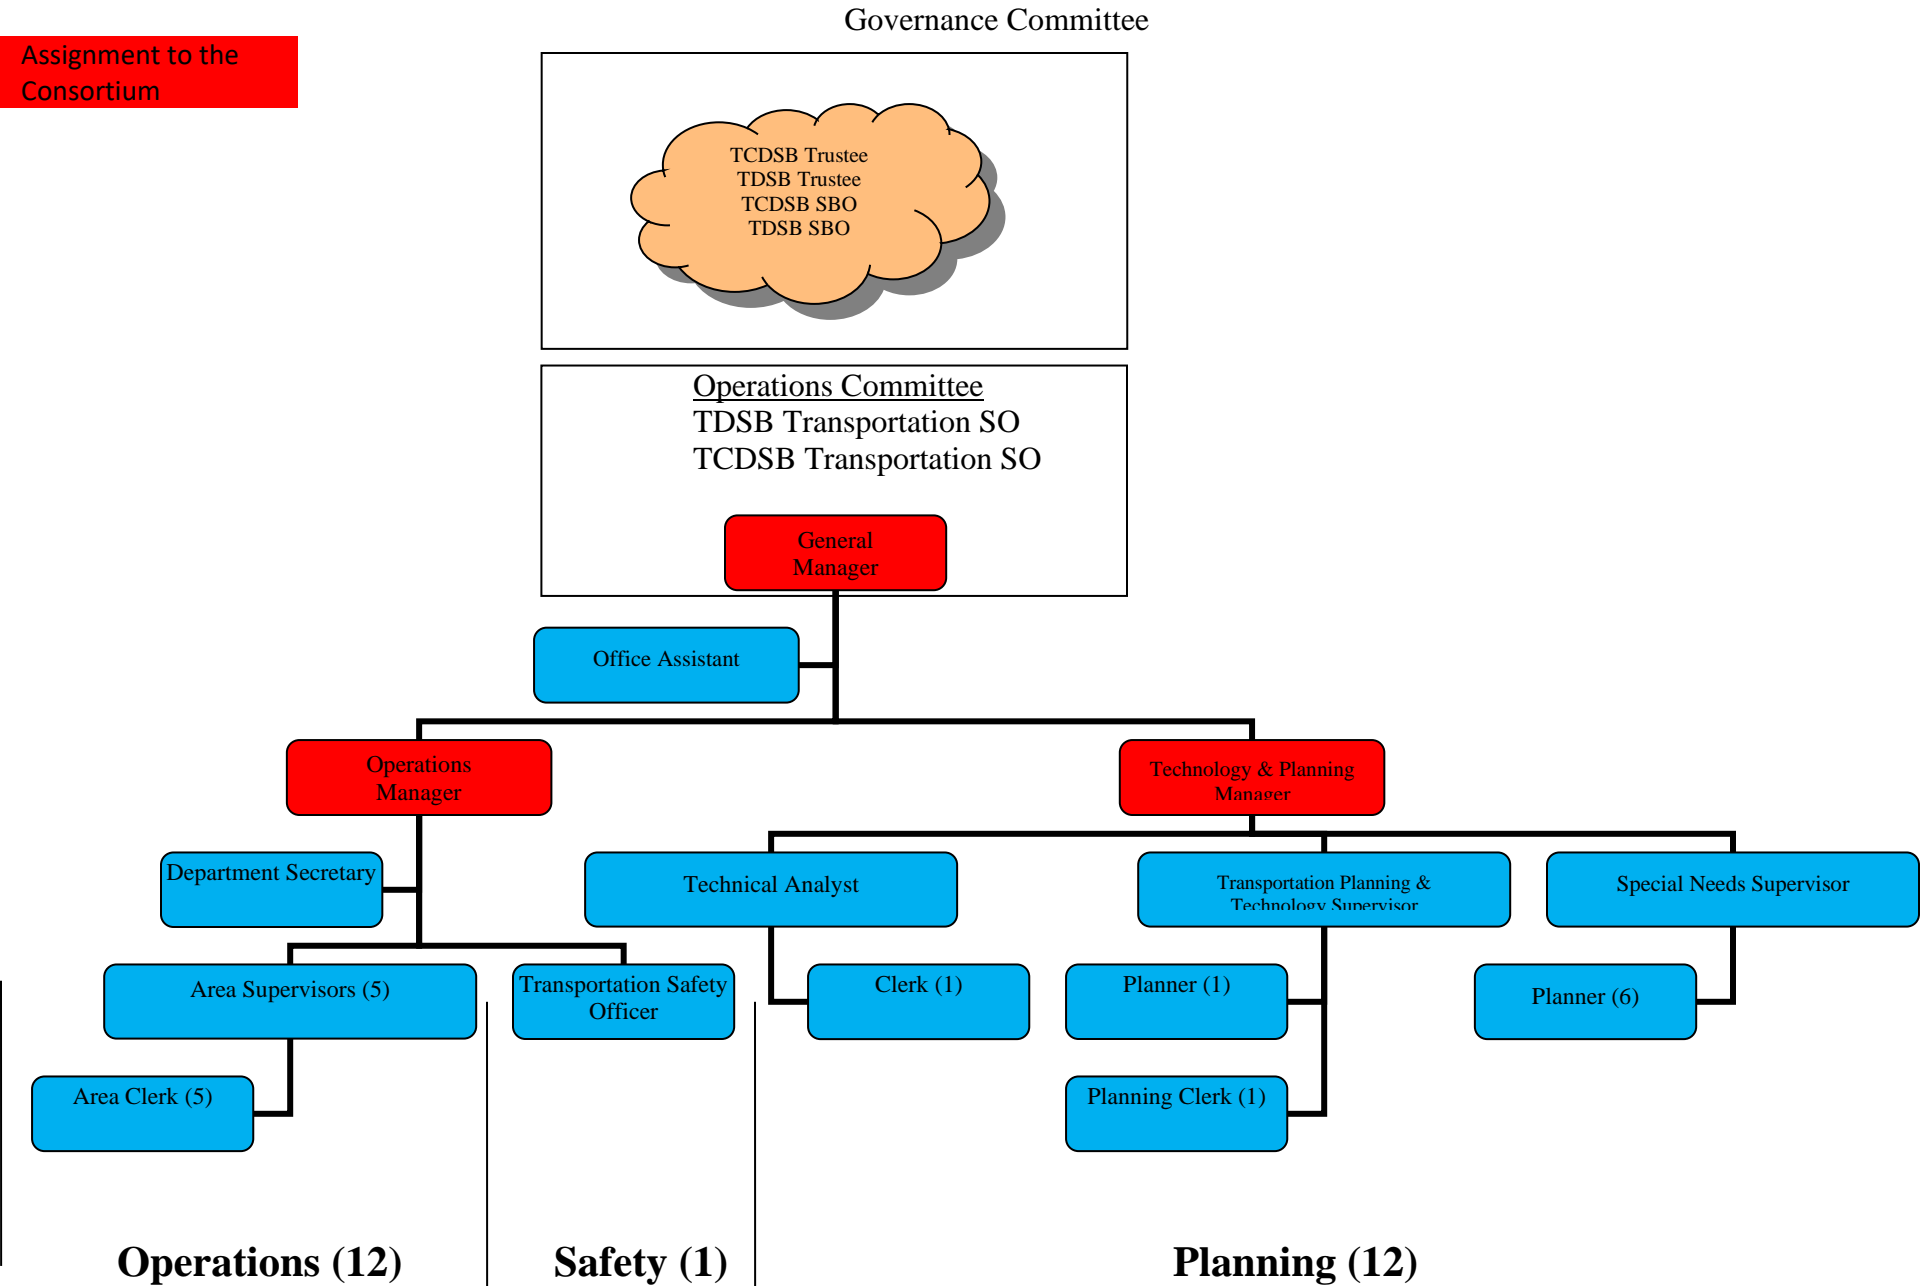 Governance Committee
Assignment to the
Consortium
TCDSB Trustee
TDSB Trustee
TCDSB SBO
TDSB SBO
Operations Committee
TDSB Transportation SO
TCDSB Transportation SO
General
Manager
Office Assistant
Operations
Manager
Technology & Planning
Manager
Department Secretary
Technical Analyst
Transportation Planning &
Technology Supervisor
Special Needs Supervisor
Area Supervisors (5)
Transportation Safety
Officer
Clerk (1)
Planner (1)
Planner (6)
Area Clerk (5)
Planning Clerk (1)
Operations (12)
Safety (1)
Planning (12)